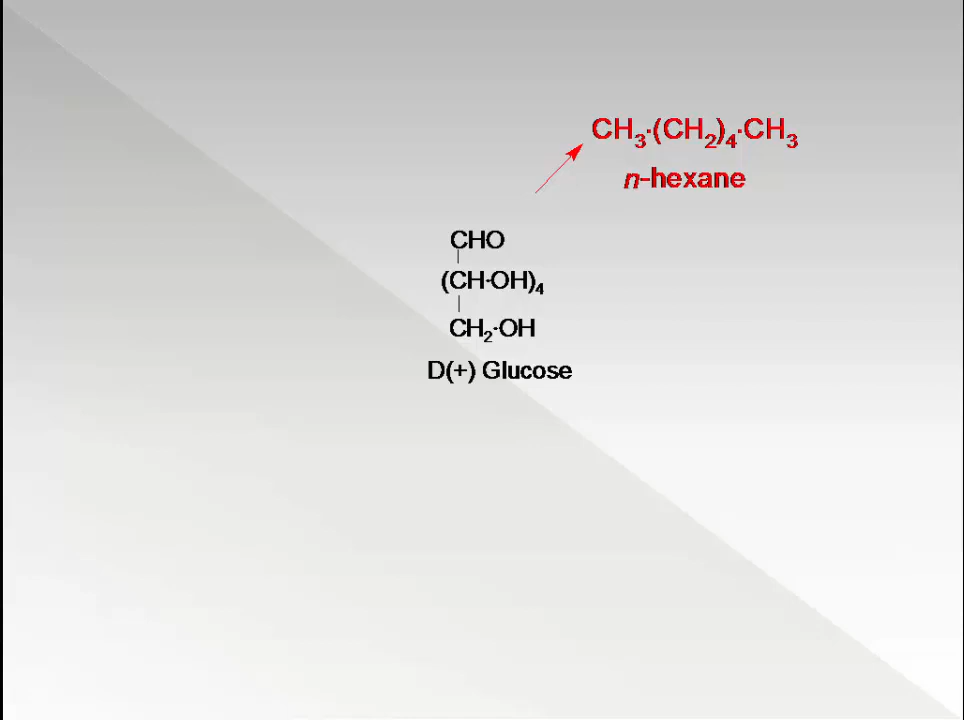 CH₃·(CH₂)₄·CH₃
n-hexane
CHO
(CH·OH)₄
CH₂·OH
D(+) Glucose